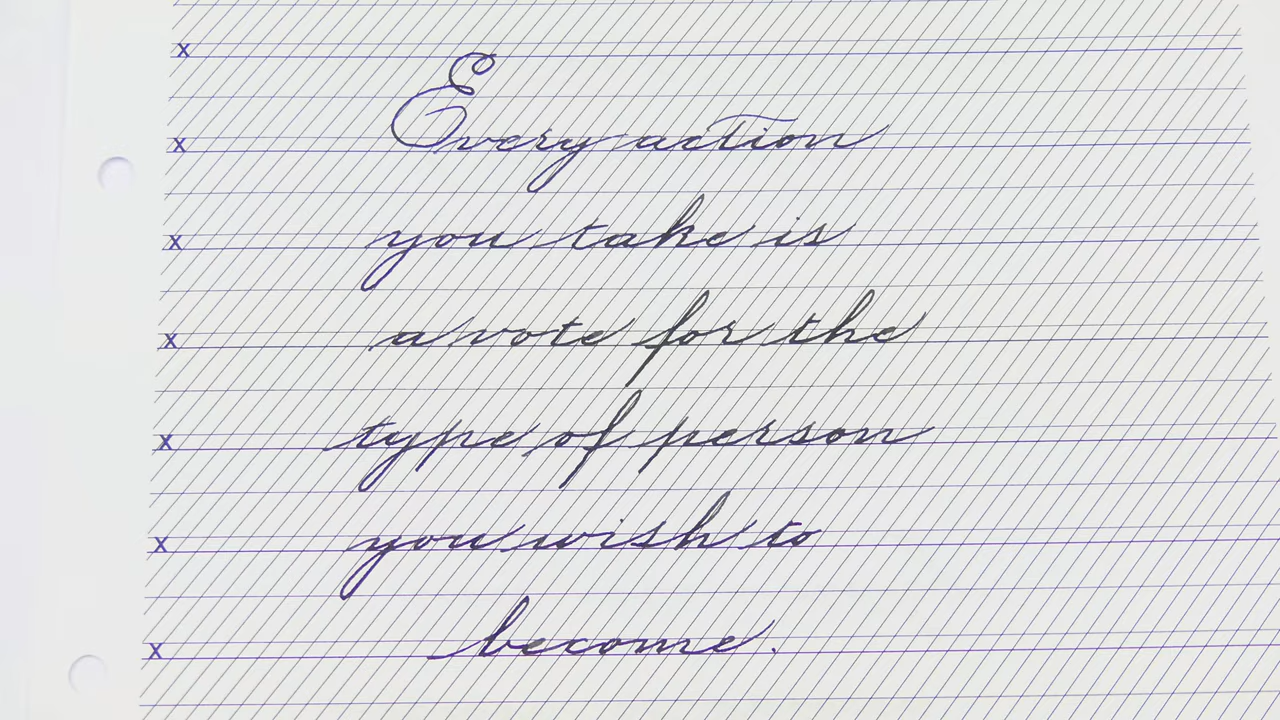 x
Every action
x
you take is
x
a vote for the
x
type of person
x
you wish to
x
become.
x